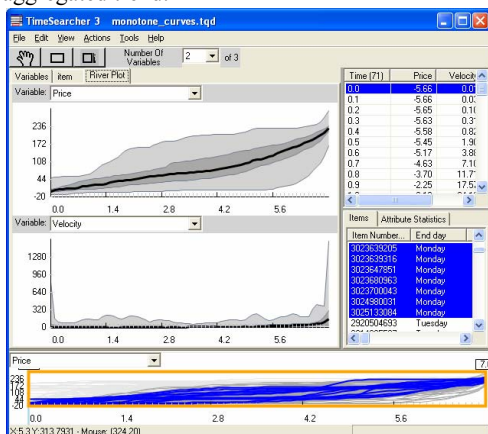 TimeSearcher 3 monotone_curves.tqd
File Edit View Actions Tools Help
Number Of Variables 2 of 3
Variables item River Plot
Variable: Price
236
172
108
44
-20
0.0 1.4 2.8 4.2 5.6
Variable: Velocity
1280
960
640
320
0
0.0 1.4 2.8 4.2 5.6
Time (71) Price Velocity
0.0 -5.66 0.01
0.1 -5.66
0.2 -5.65
0.3 -5.63
0.4 -5.58
0.5 -5.45
0.6 -5.17
0.7 -4.63
0.8 -3.70
0.9 -2.25
Items Attribute Statistics
Item Number... End day
3023639205 Monday
3023639316 Monday
3023647851 Monday
3023680963 Monday
3023700043 Monday
3024980031 Monday
3025133084 Monday
2920504693 Tuesday
Price
236
172
108
44
-20
0.0 1.4 2.8 4.2 5.6
X:5.3 Y:313.7931 - Mouse: (324,20)